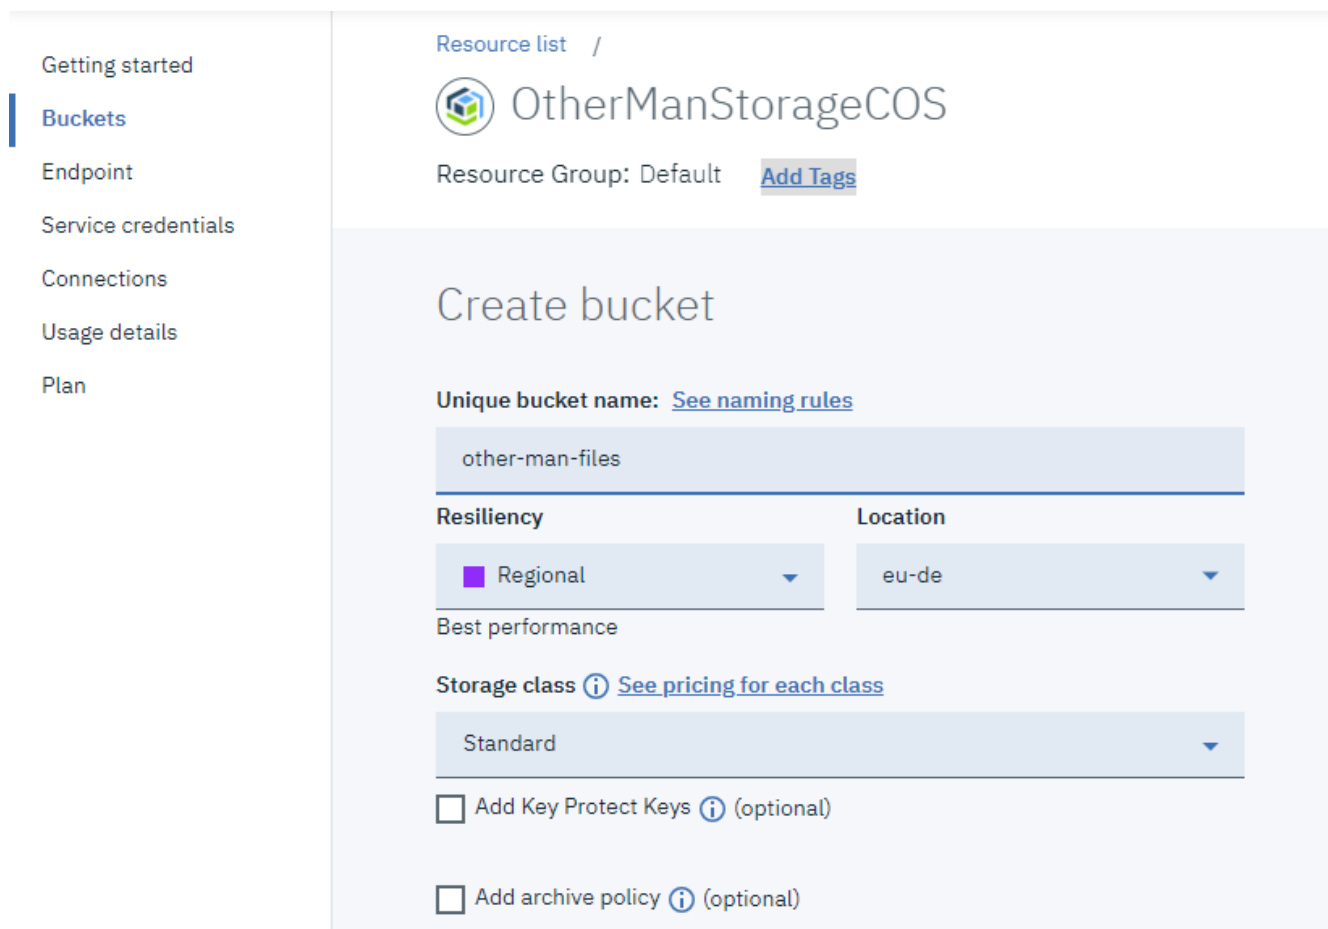 Getting started
Buckets
Endpoint
Service credentials
Connections
Usage details
Plan
Resource list /
OtherManStorageCOS
Resource Group: Default Add Tags
Create bucket
Unique bucket name: See naming rules
other-man-files
Resiliency Location
Regional eu-de
Best performance
Storage class See pricing for each class
Standard
Add Key Protect Keys (optional)
Add archive policy (optional)